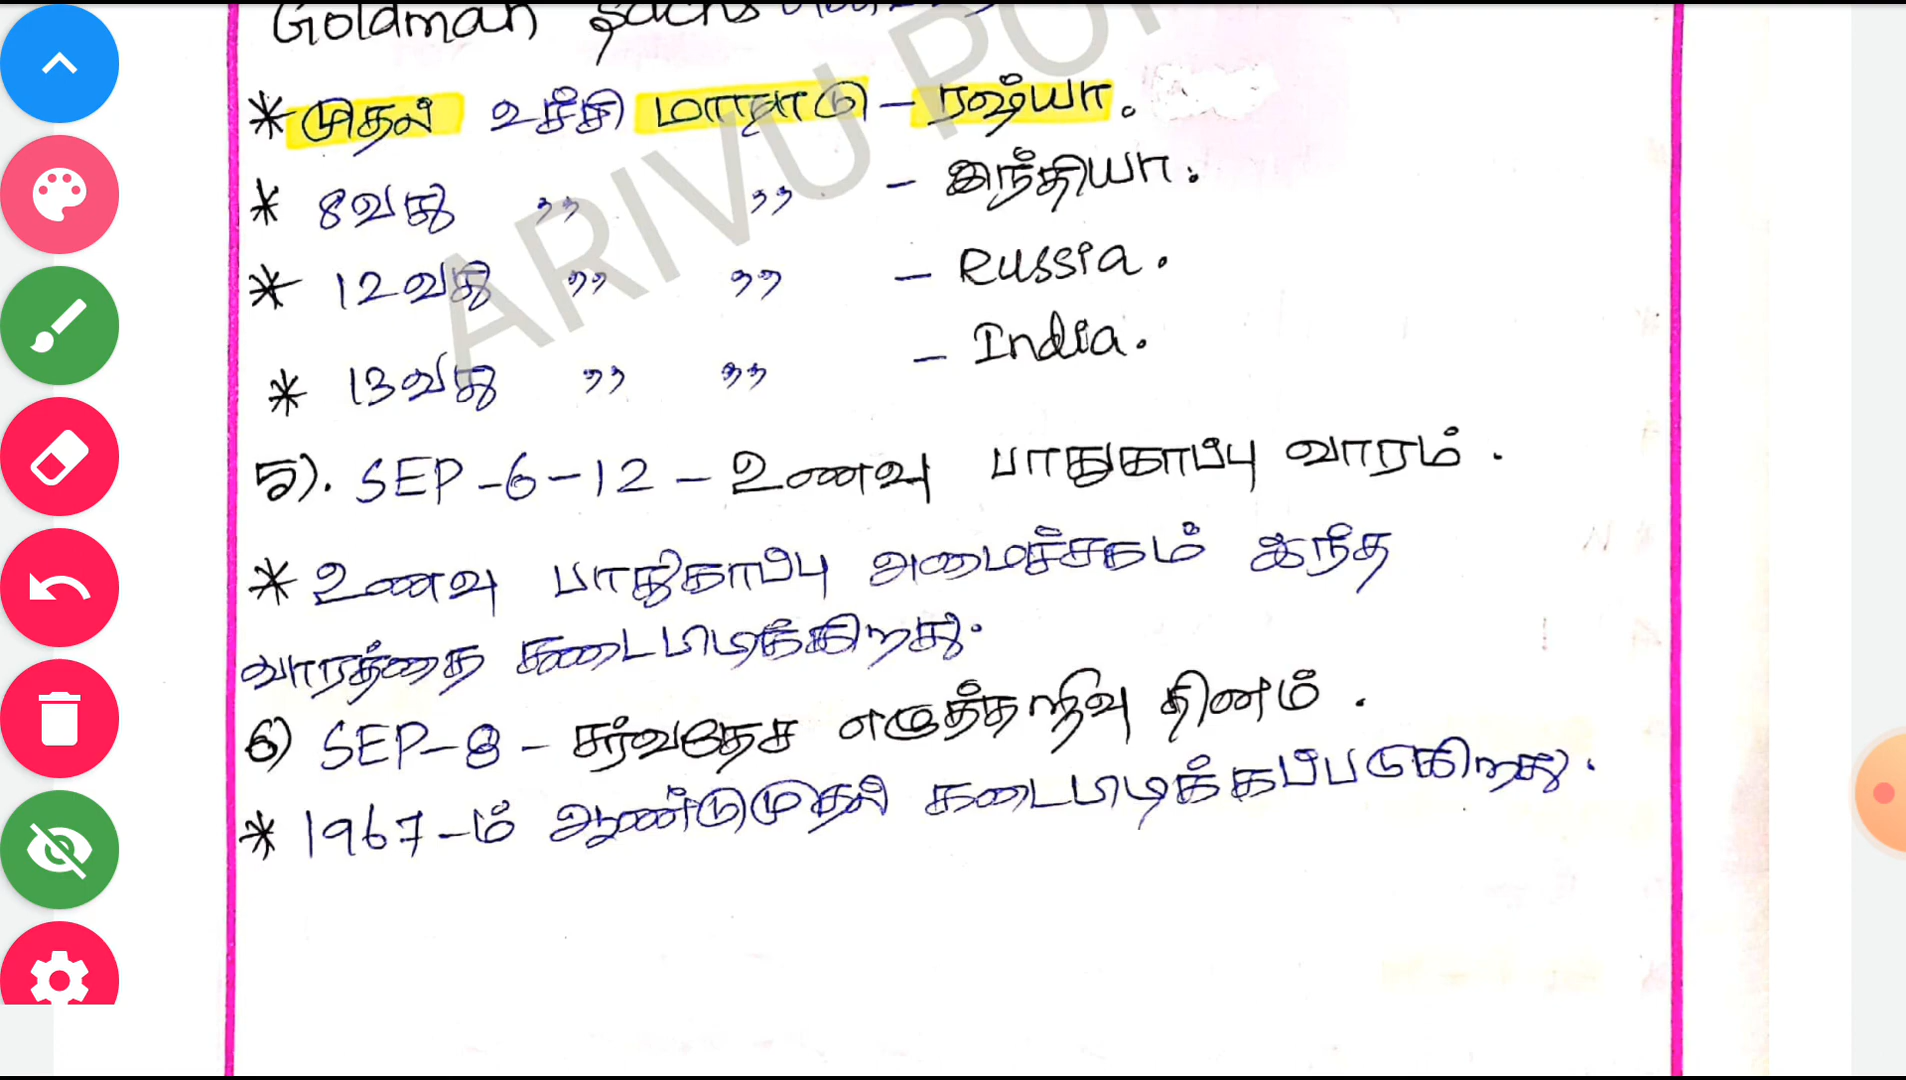 Goldman Sachs
* முதல் உச்சி மாநாடு - ரஷ்யா.
* 8வது ,, ,, - இந்தியா.
* 12வது ,, ,, - Russia.
* 13வது ,, ,, - India.
5). SEP-6-12 - உணவு பாதுகாப்பு வாரம்.
* உணவு பாதுகாப்பு அமைச்சகம் இந்த
வாரத்தை கடைபிடிக்கிறது.
6) SEP-8 - சர்வதேச எழுத்தறிவு தினம்.
* 1967-ம் ஆண்டுமுதல் கடைபிடிக்கப்படுகிறது.
ARIVU